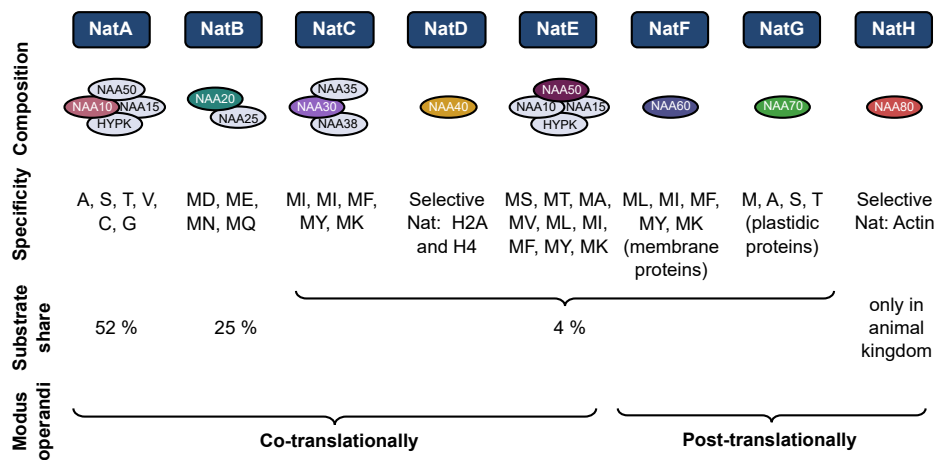 NatA NatB NatC NatD NatE NatF NatG NatH
Composition
NAA50
NAA10 NAA15
HYPK
NAA20
NAA25
NAA35
NAA30
NAA38
NAA40
NAA50
NAA10 NAA15
HYPK
NAA60
NAA70
NAA80
Specificity
A, S, T, V,
C, G
MD, ME,
MN, MQ
MI, MI, MF,
MY, MK
Selective
Nat: H2A
and H4
MS, MT, MA,
MV, ML, MI,
MF, MY, MK
ML, MI, MF,
MY, MK
(membrane
proteins)
M, A, S, T
(plastidic
proteins)
Selective
Nat: Actin
Substrate
share
52 %
25 %
4 %
only in
animal
kingdom
Modus
operandi
Co-translationally
Post-translationally